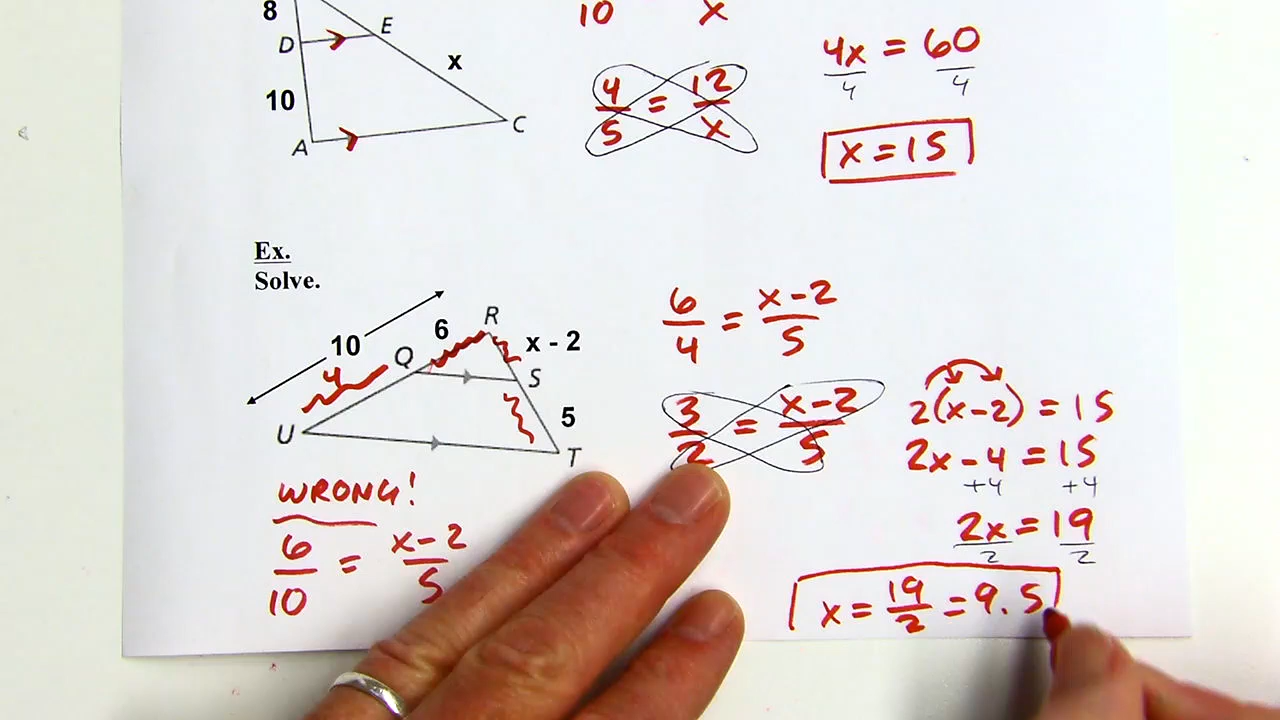 8
D
E
x
10
A
C
10 x
4/5 = 12/x
4x/4 = 60/4
x = 15
Ex.
Solve.
10
4
Q
6
R
x - 2
S
5
U
T
6/4 = x-2/5
3/2 = x-2/5
2(x-2) = 15
2x - 4 = 15
+4 +4
2x/2 = 19/2
x = 19/2 = 9.5
WRONG!
6/10 = x-2/5